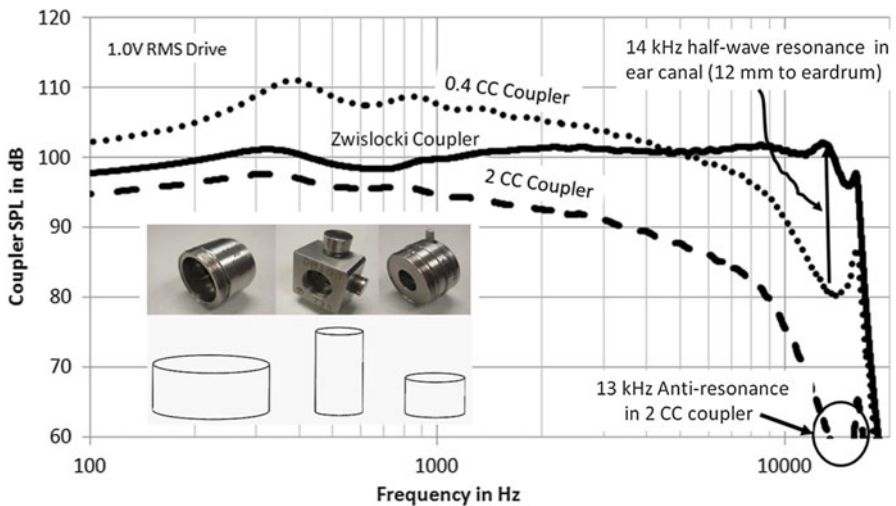 120
110
100
90
80
70
60
Coupler SPL in dB
1.0V RMS Drive
14 kHz half-wave resonance in
ear canal (12 mm to eardrum)
0.4 CC Coupler
Zwislocki Coupler
2 CC Coupler
13 kHz Anti-resonance
in 2 CC coupler
100
1000
10000
Frequency in Hz